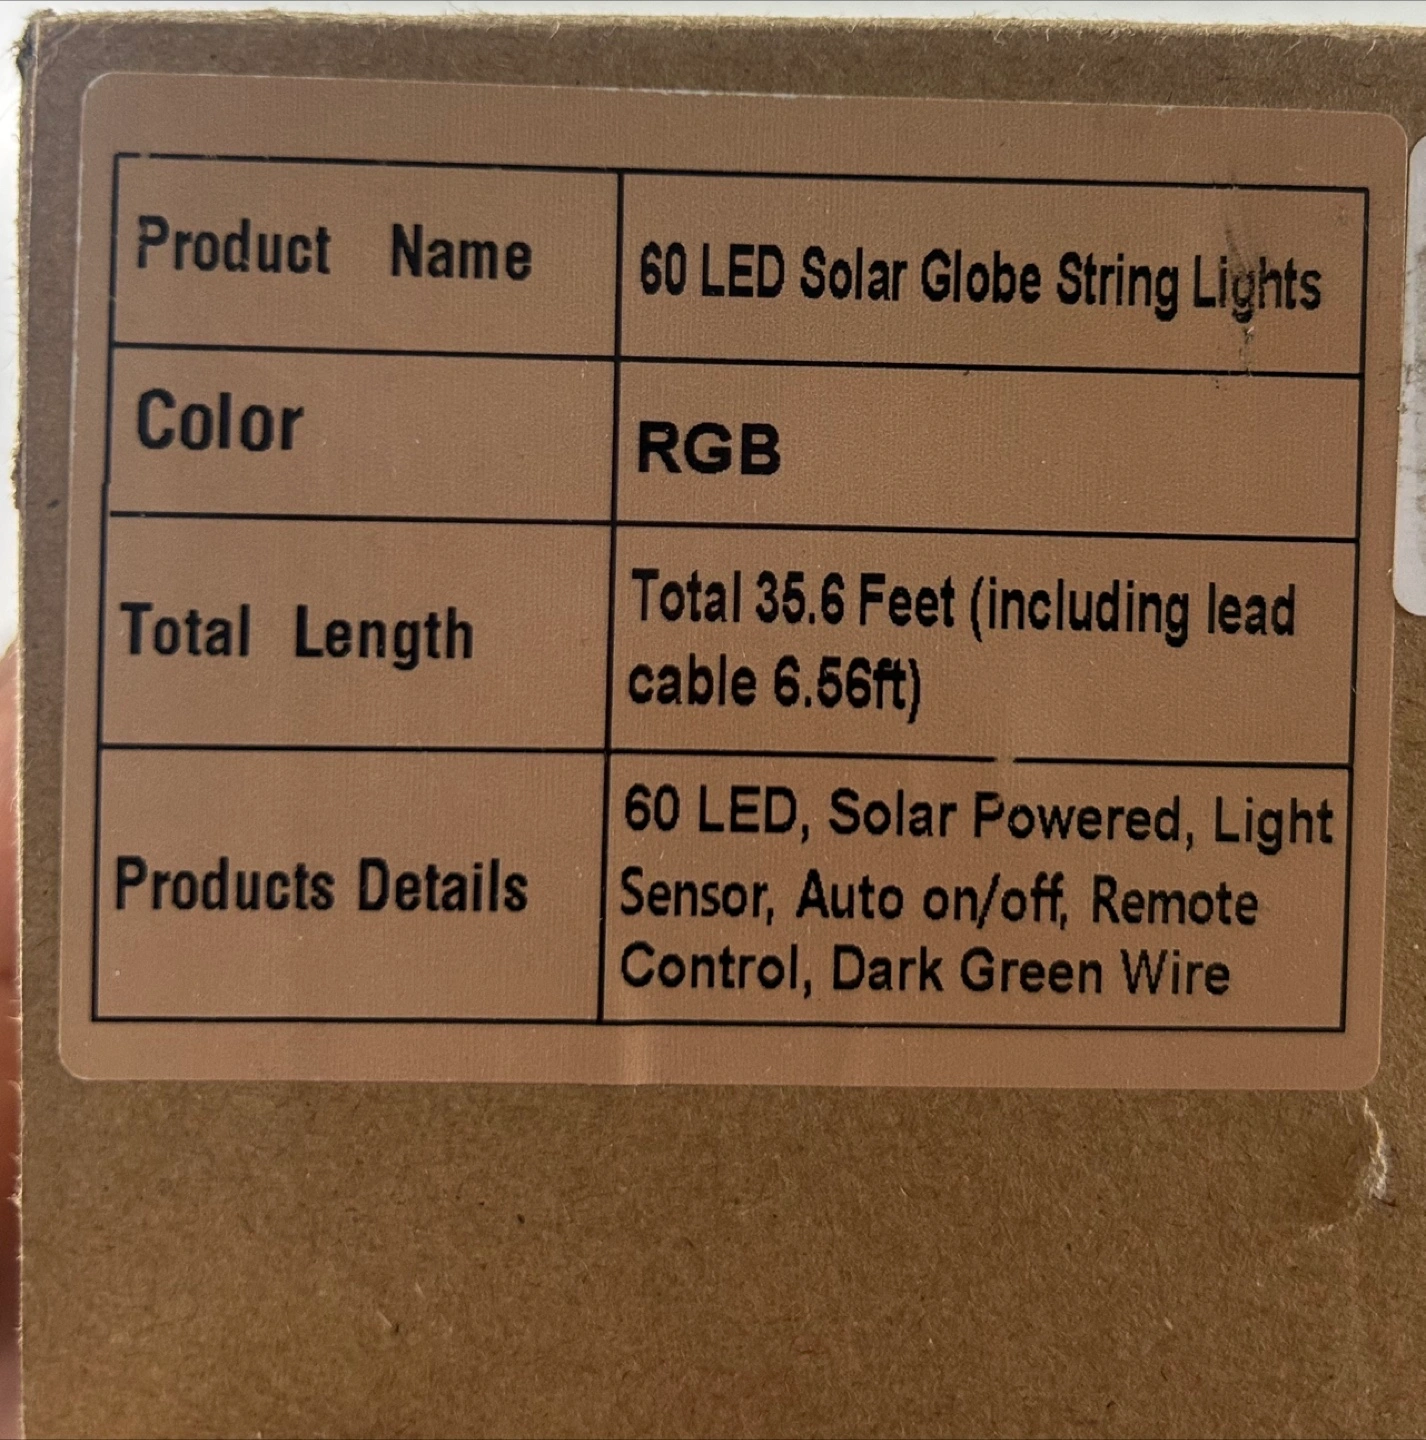 Product Name
60 LED Solar Globe String Lights
Color
RGB
Total Length
Total 35.6 Feet (including lead
cable 6.56ft)
Products Details
60 LED, Solar Powered, Light
Sensor, Auto on/off, Remote
Control, Dark Green Wire